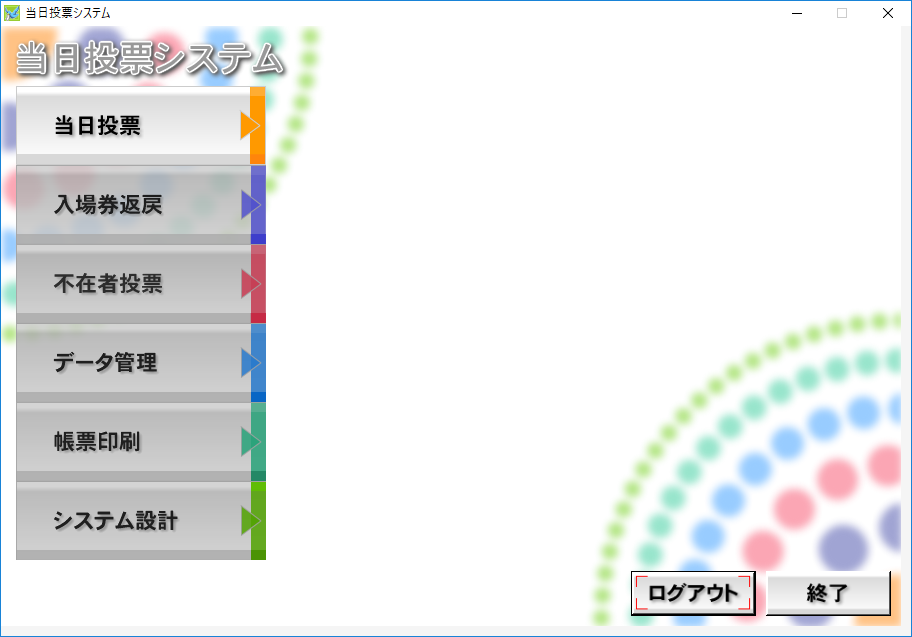 当日投票システム
当日投票システム
当日投票
入場券返戻
不在者投票
データ管理
帳票印刷
システム設計
ログアウト
終了